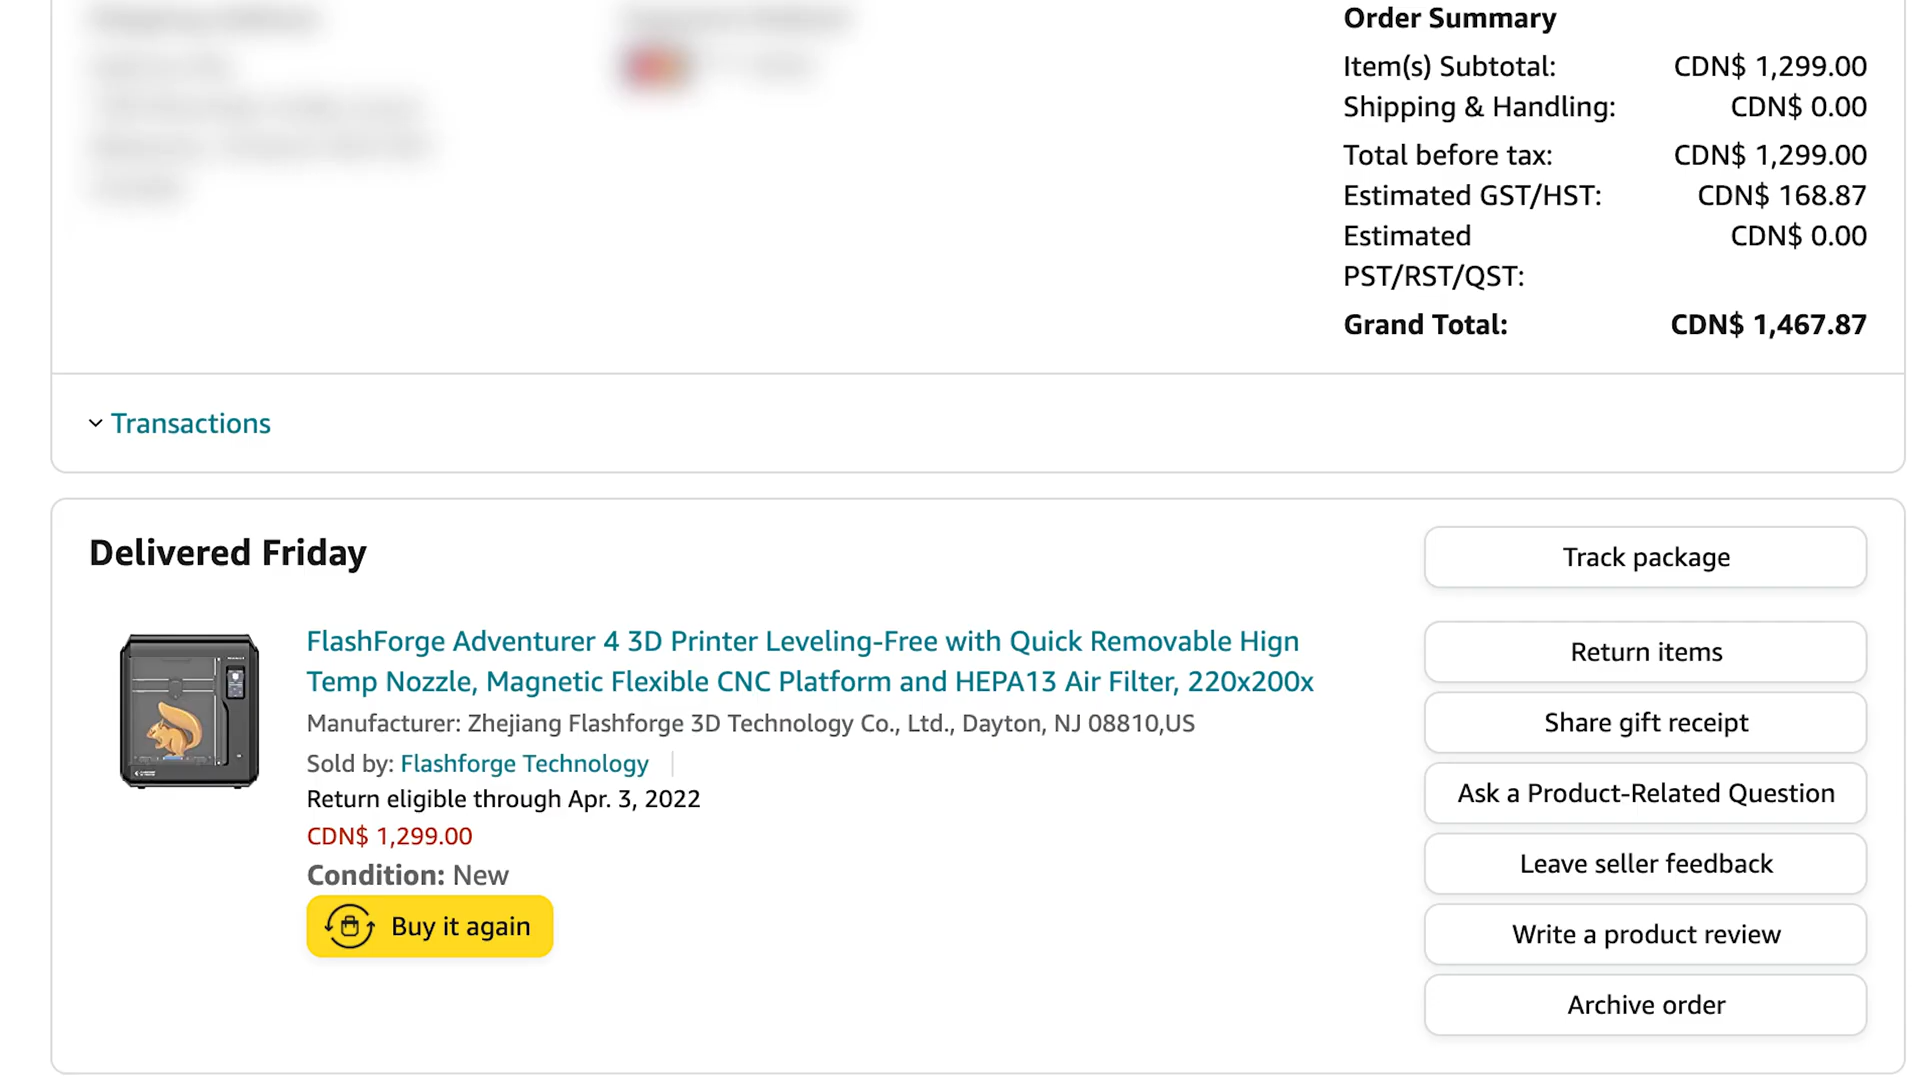 Order Summary
Item(s) Subtotal: CDN$ 1,299.00
Shipping & Handling: CDN$ 0.00
Total before tax: CDN$ 1,299.00
Estimated GST/HST: CDN$ 168.87
Estimated CDN$ 0.00
PST/RST/QST:
Grand Total: CDN$ 1,467.87
Transactions
Delivered Friday
FlashForge Adventurer 4 3D Printer Leveling-Free with Quick Removable Hign
Temp Nozzle, Magnetic Flexible CNC Platform and HEPA13 Air Filter, 220x200x
Manufacturer: Zhejiang Flashforge 3D Technology Co., Ltd., Dayton, NJ 08810,US
Sold by: Flashforge Technology
Return eligible through Apr. 3, 2022
CDN$ 1,299.00
Condition: New
Buy it again
Track package
Return items
Share gift receipt
Ask a Product-Related Question
Leave seller feedback
Write a product review
Archive order